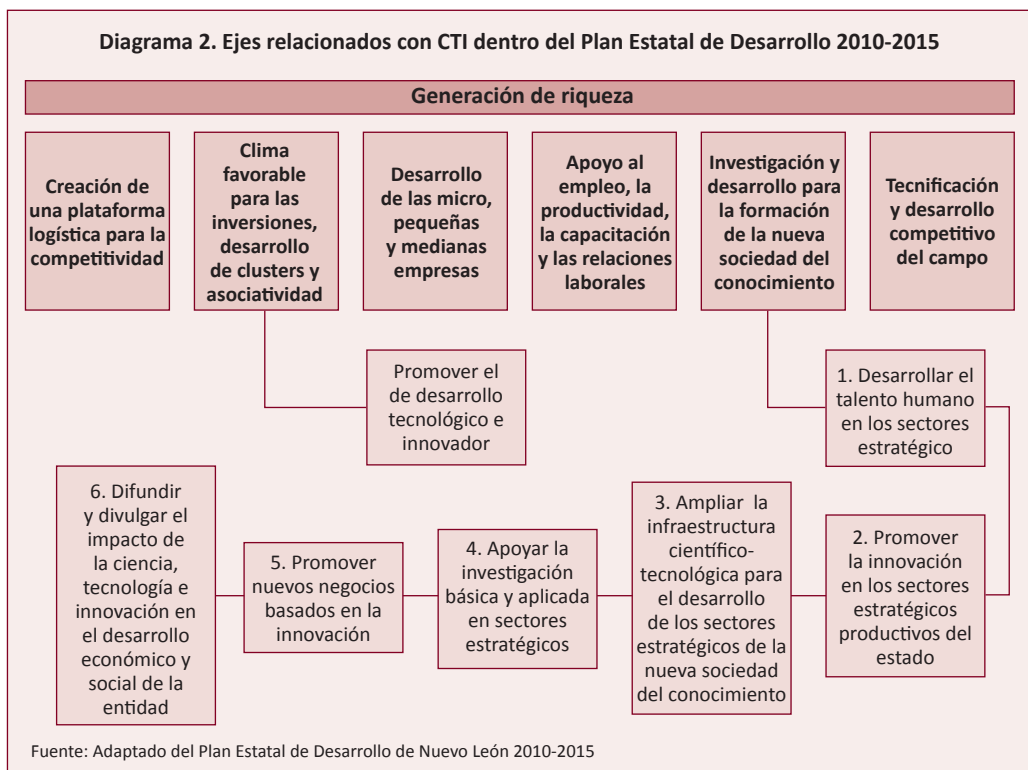 Diagrama 2. Ejes relacionados con CTI dentro del Plan Estatal de Desarrollo 2010-2015
Generación de riqueza
Creación de
una plataforma
logística para la
competitividad
Clima
favorable
para las
inversiones,
desarrollo
de clusters y
asociatividad
Desarrollo
de las micro,
pequeñas
y medianas
empresas
Apoyo al
empleo, la
productividad,
la capacitación
y las relaciones
laborales
Investigación y
desarrollo para
la formación
de la nueva
sociedad del
conocimiento
Tecnificación
y desarrollo
competitivo
del campo
Promover el
de desarrollo
tecnológico e
innovador
1. Desarrollar el
talento humano
en los sectores
estratégico
2. Promover
la innovación
en los sectores
estratégicos
productivos del
estado
3. Ampliar la
infraestructura
científico-
tecnológica para
el desarrollo
de los sectores
estratégicos de la
nueva sociedad
del conocimiento
4. Apoyar la
investigación
básica y aplicada
en sectores
estratégicos
5. Promover
nuevos negocios
basados en la
innovación
6. Difundir
y divulgar el
impacto de
la ciencia,
tecnología e
innovación en
el desarrollo
económico y
social de la
entidad
Fuente: Adaptado del Plan Estatal de Desarrollo de Nuevo León 2010-2015